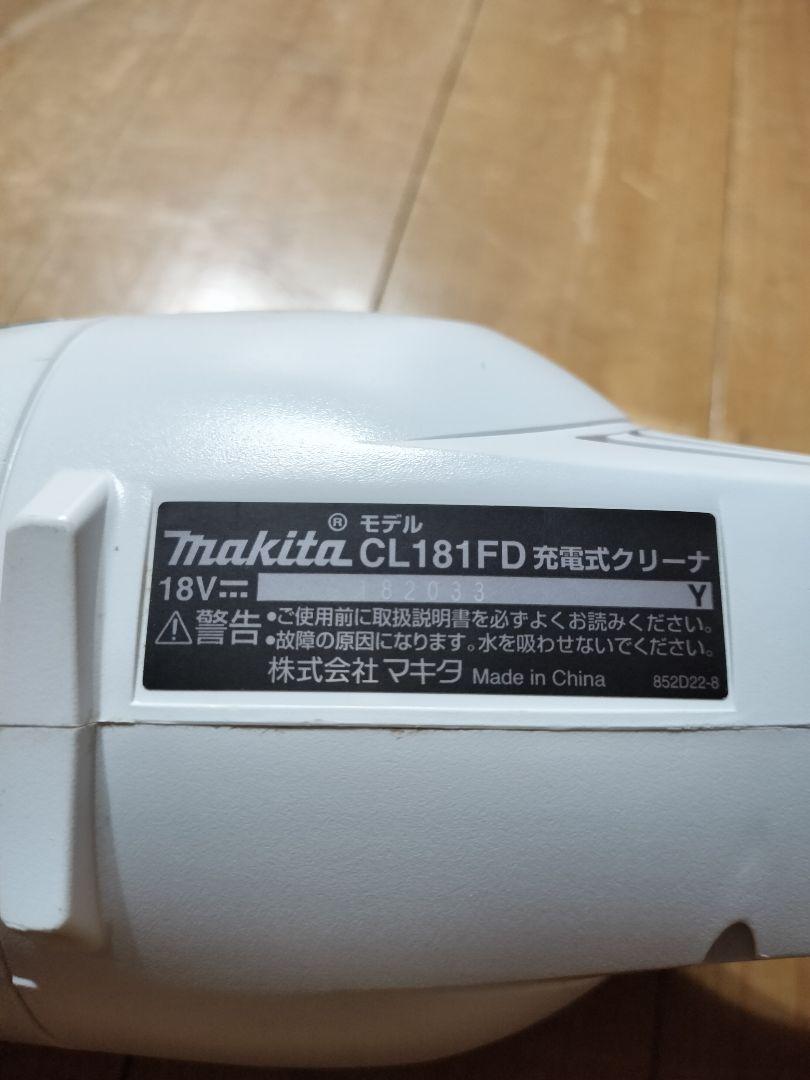 ® モデル
makita CL181FD 充電式クリーナ
18V 182033 Y
警告 •ご使用前に取扱説明書を必ずよくお読みください。
•故障の原因になります。水を吸わせないでください。
株式会社 マキタ Made in China 852D22-8